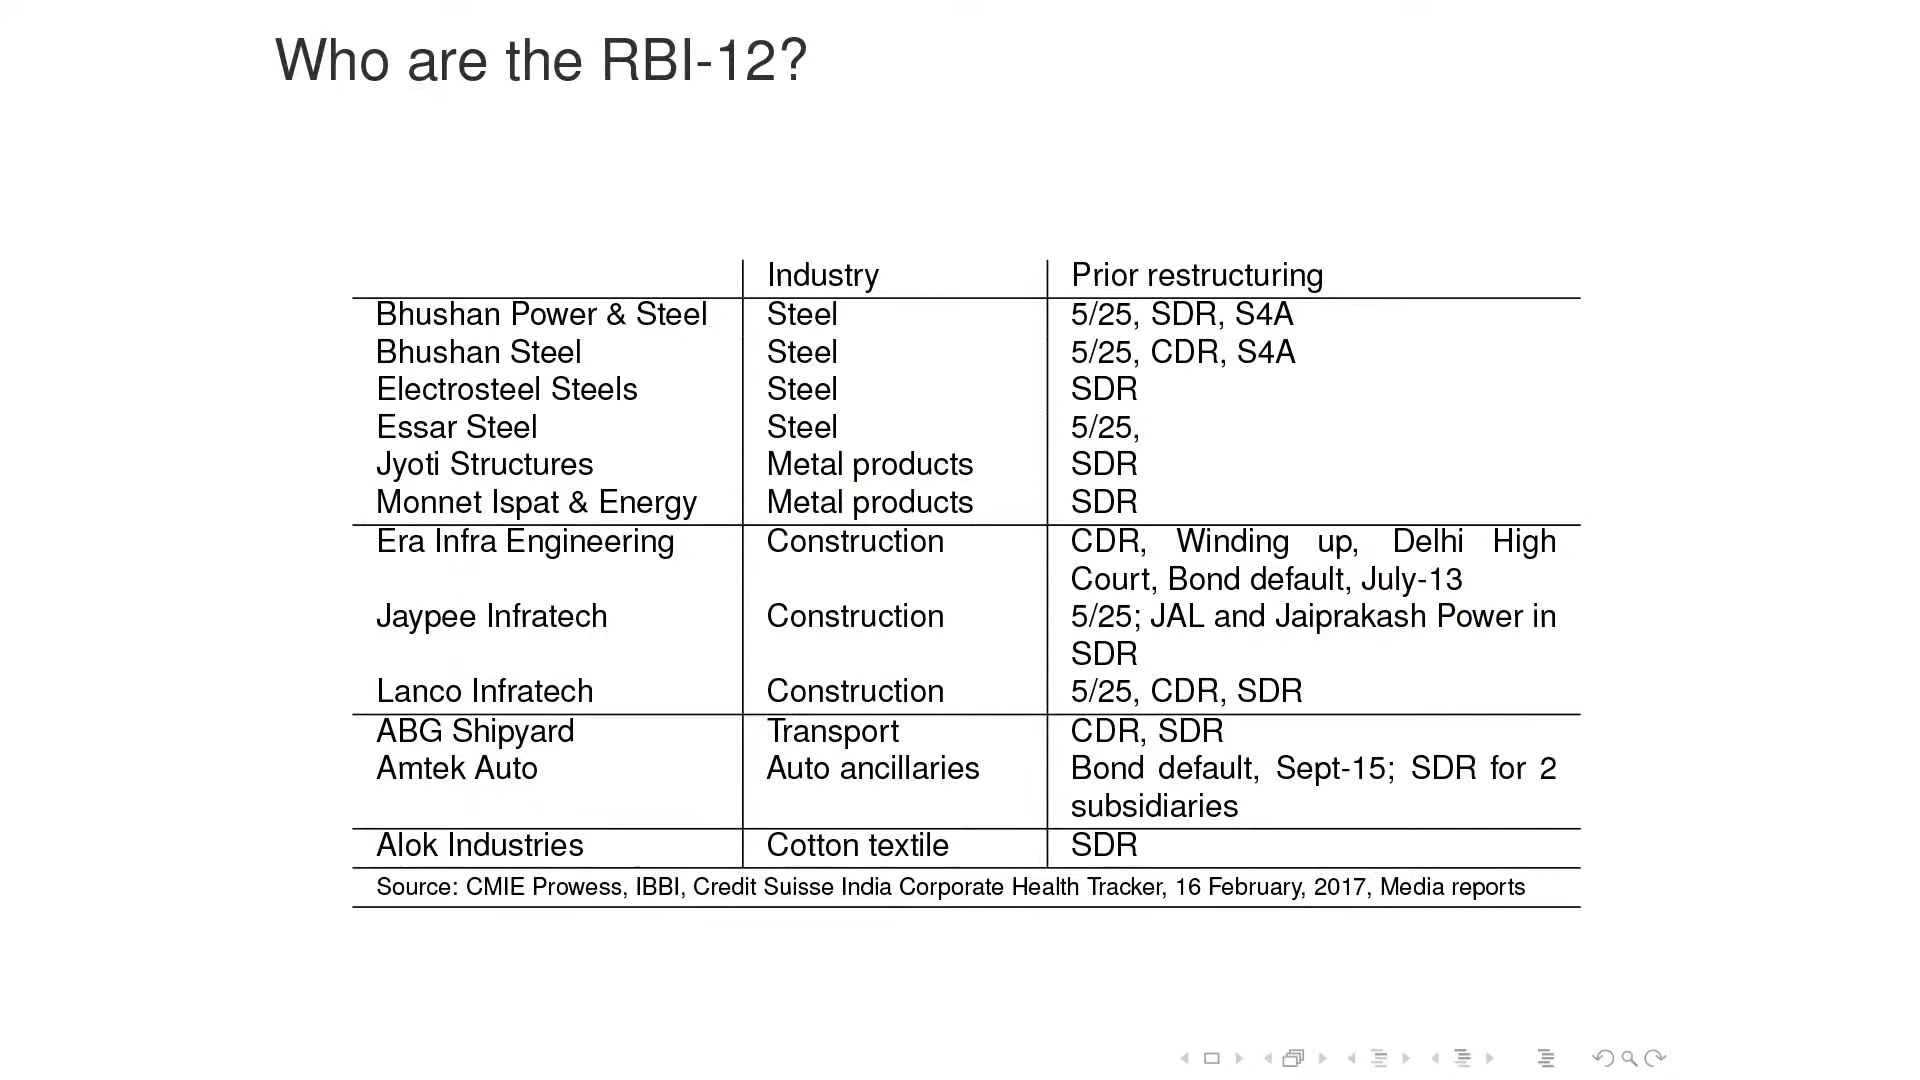 Who are the RBI-12?
Industry Prior restructuring
Bhushan Power & Steel Steel 5/25, SDR, S4A
Bhushan Steel Steel 5/25, CDR, S4A
Electrosteel Steels Steel SDR
Essar Steel Steel 5/25,
Jyoti Structures Metal products SDR
Monnet Ispat & Energy Metal products SDR
Era Infra Engineering Construction CDR, Winding up, Delhi High
Court, Bond default, July-13
Jaypee Infratech Construction 5/25; JAL and Jaiprakash Power in
SDR
Lanco Infratech Construction 5/25, CDR, SDR
ABG Shipyard Transport CDR, SDR
Amtek Auto Auto ancillaries Bond default, Sept-15; SDR for 2
subsidiaries
Alok Industries Cotton textile SDR
Source: CMIE Prowess, IBBI, Credit Suisse India Corporate Health Tracker, 16 February, 2017, Media reports